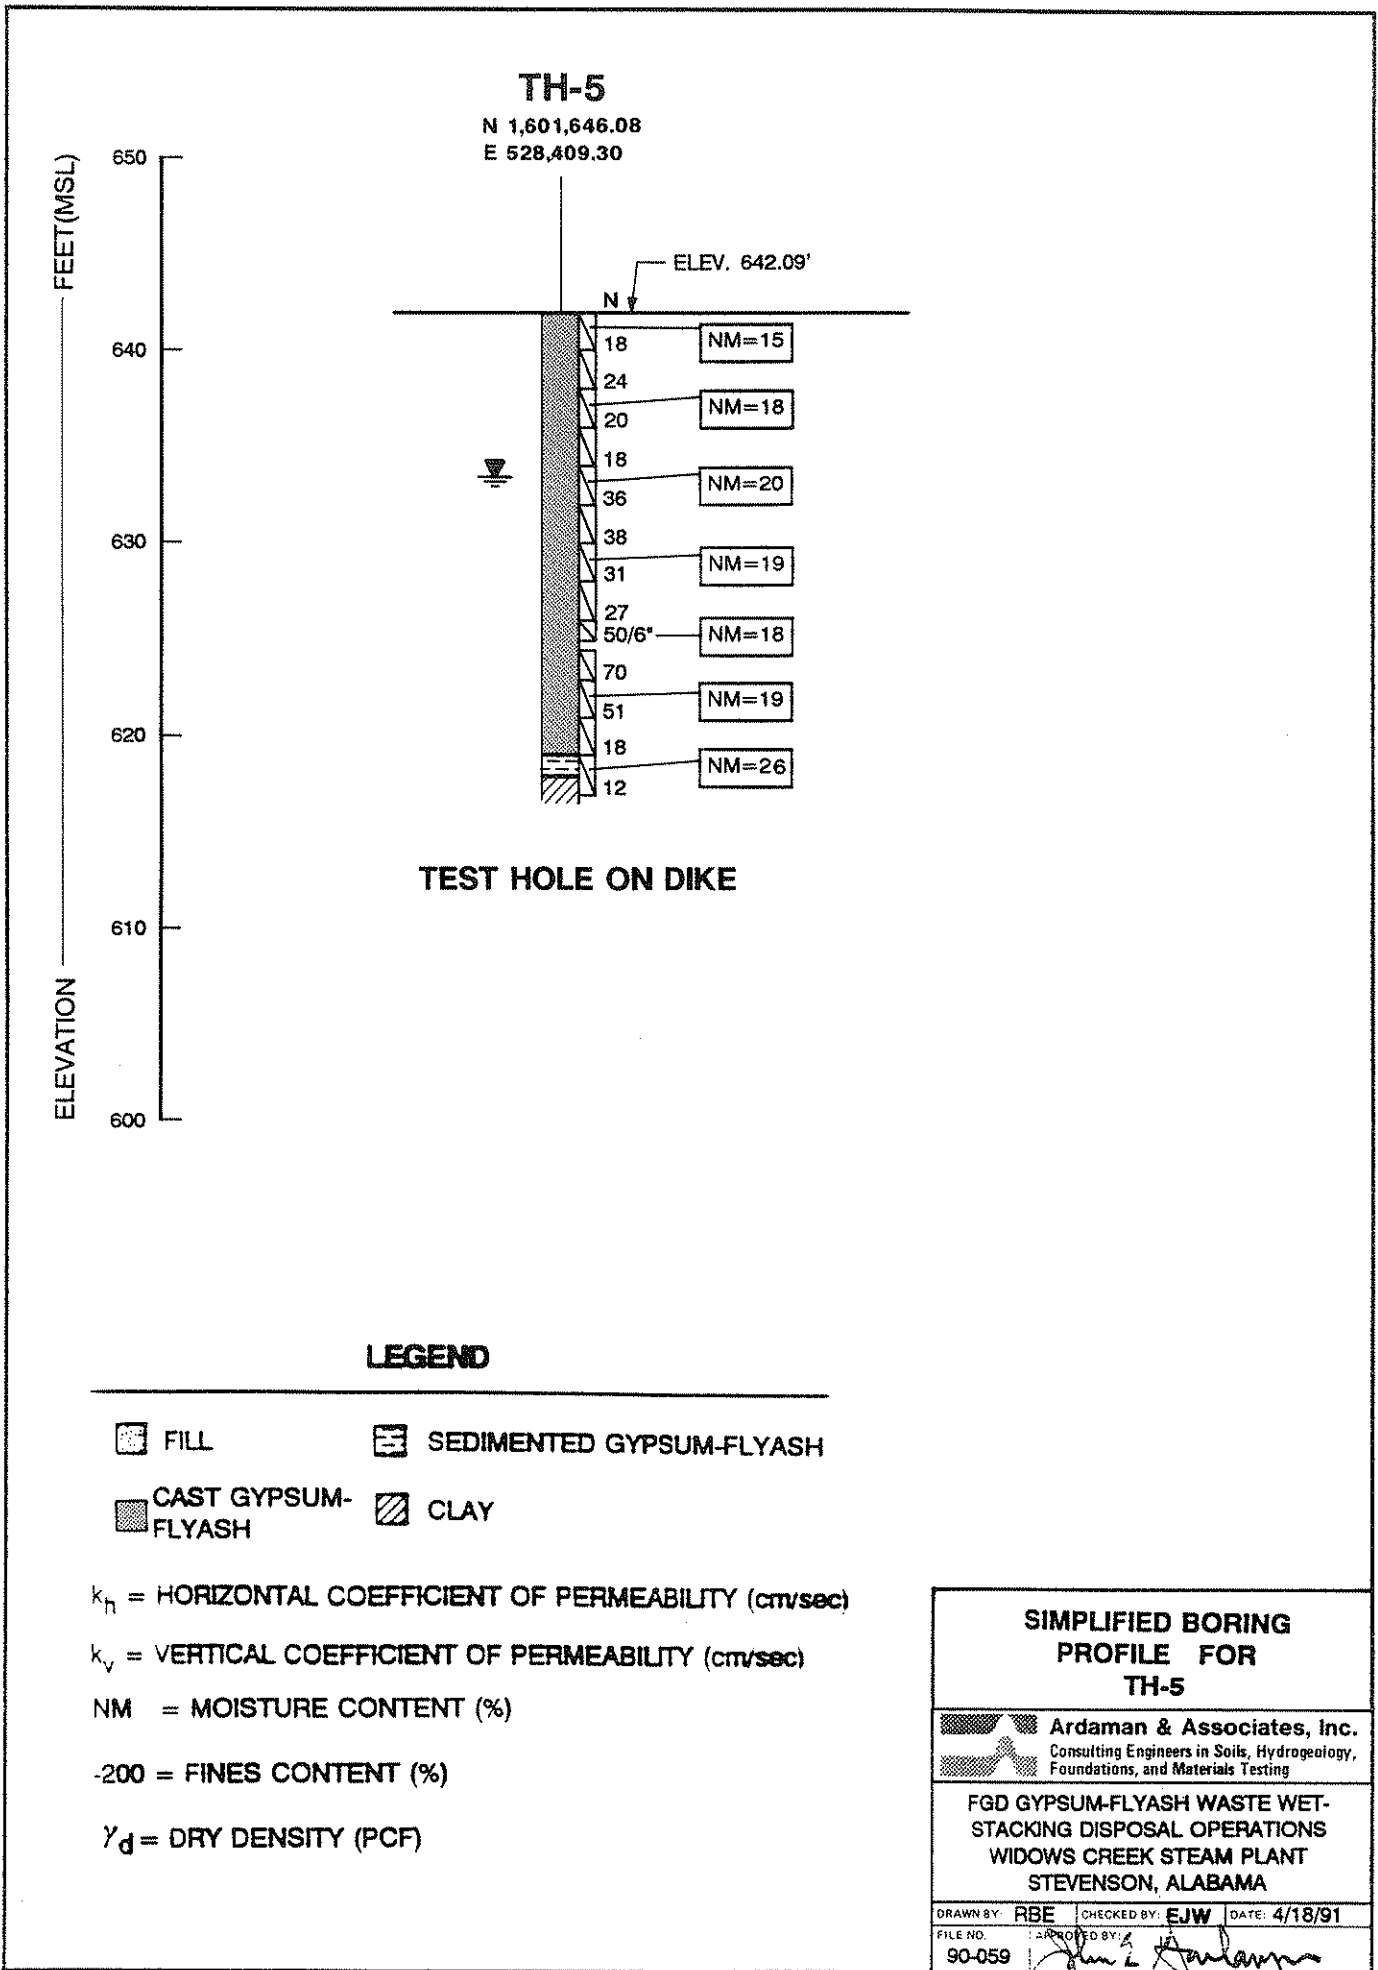 TH-5
N 1,601,646.08
E 528,409.30
FEET(MSL)
ELEVATION
650
640
630
620
610
600
ELEV. 642.09'
N
18
24
20
18
36
38
31
27
50/6"
70
51
18
12
NM=15
NM=18
NM=20
NM=19
NM=18
NM=19
NM=26
TEST HOLE ON DIKE
LEGEND
FILL
SEDIMENTED GYPSUM-FLYASH
CAST GYPSUM-
FLYASH
CLAY
kh = HORIZONTAL COEFFICIENT OF PERMEABILITY (cm/sec)
kv = VERTICAL COEFFICIENT OF PERMEABILITY (cm/sec)
NM = MOISTURE CONTENT (%)
-200 = FINES CONTENT (%)
γd = DRY DENSITY (PCF)
SIMPLIFIED BORING
PROFILE FOR
TH-5
Ardaman & Associates, Inc.
Consulting Engineers in Soils, Hydrogeology,
Foundations, and Materials Testing
FGD GYPSUM-FLYASH WASTE WET-
STACKING DISPOSAL OPERATIONS
WIDOWS CREEK STEAM PLANT
STEVENSON, ALABAMA
DRAWN BY: RBE CHECKED BY: EJW DATE: 4/18/91
FILE NO. APPROVED BY:
90-059